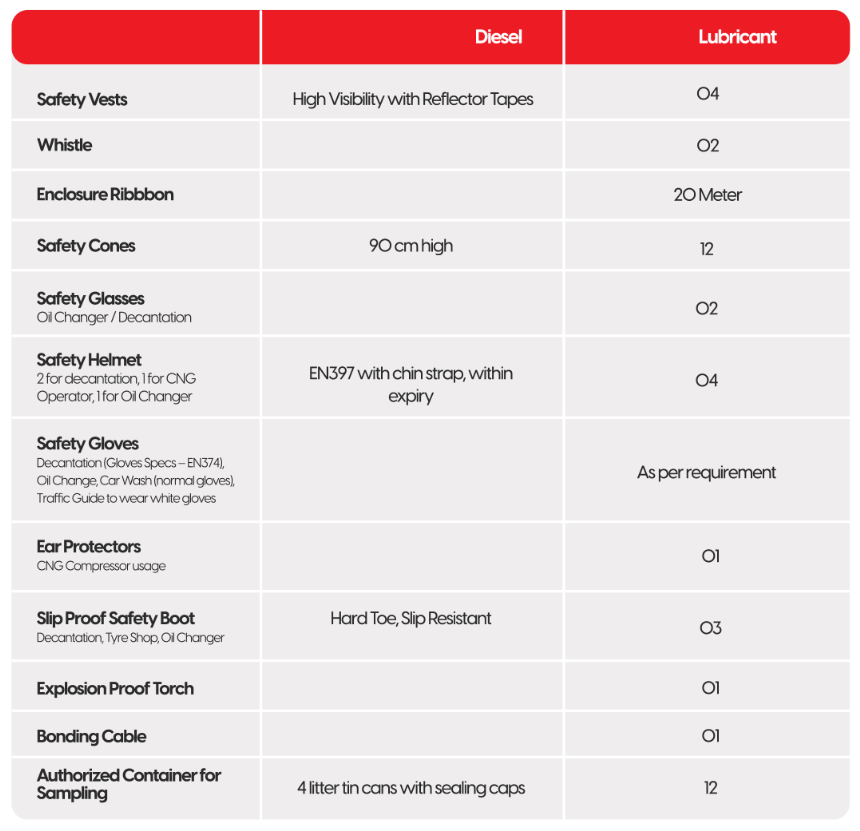 Diesel Lubricant
Safety Vests High Visibility with Reflector Tapes 04
Whistle 02
Enclosure Ribbbon 20 Meter
Safety Cones 90 cm high 12
Safety Glasses
Oil Changer / Decantation
02
Safety Helmet
2 for decantation, 1 for CNG
Operator, 1 for Oil Changer
EN397 with chin strap, within
expiry
04
Safety Gloves
Decantation (Gloves Specs – EN374),
Oil Change, Car Wash (normal gloves),
Traffic Guide to wear white gloves
As per requirement
Ear Protectors
CNG Compressor usage
01
Slip Proof Safety Boot
Decantation, Tyre Shop, Oil Changer
Hard Toe, Slip Resistant
03
Explosion Proof Torch 01
Bonding Cable 01
Authorized Container for
Sampling
4 litter tin cans with sealing caps
12